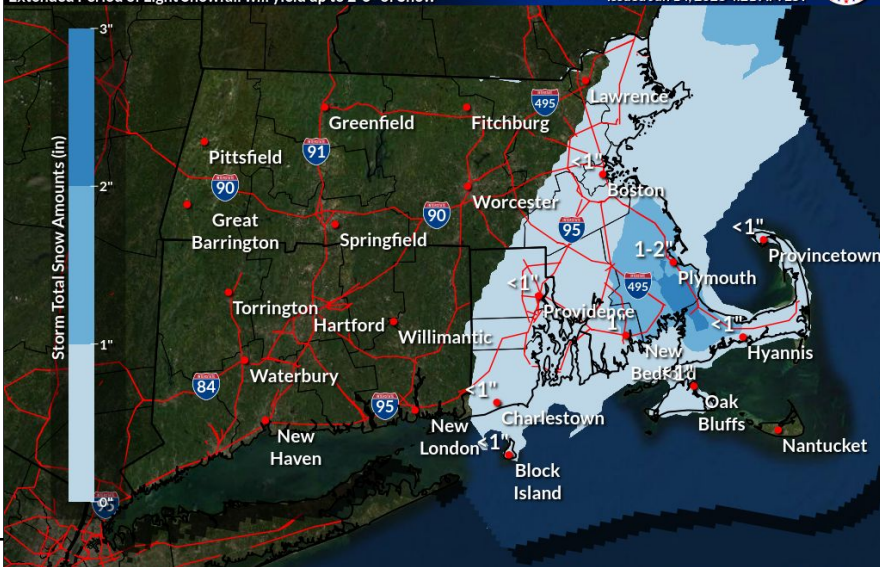 3"
2"
1"
0"
Storm Total Snow Amounts (in)
Lawrence
495
Greenfield
Fitchburg
91
Pittsfield
<1"
Boston
90
Worcester
90
Great
Barrington
Springfield
95
<1"
Provincetown
1-2"
Plymouth
495
<1"
Providence
Torrington
Hartford
Willimantic
1"
<1"
Hyannis
New
Bedford
Waterbury
84
<1"
<1"
95
Charlestown
Oak
Bluffs
New
London
New
Haven
<1"
Nantucket
Block
Island
95